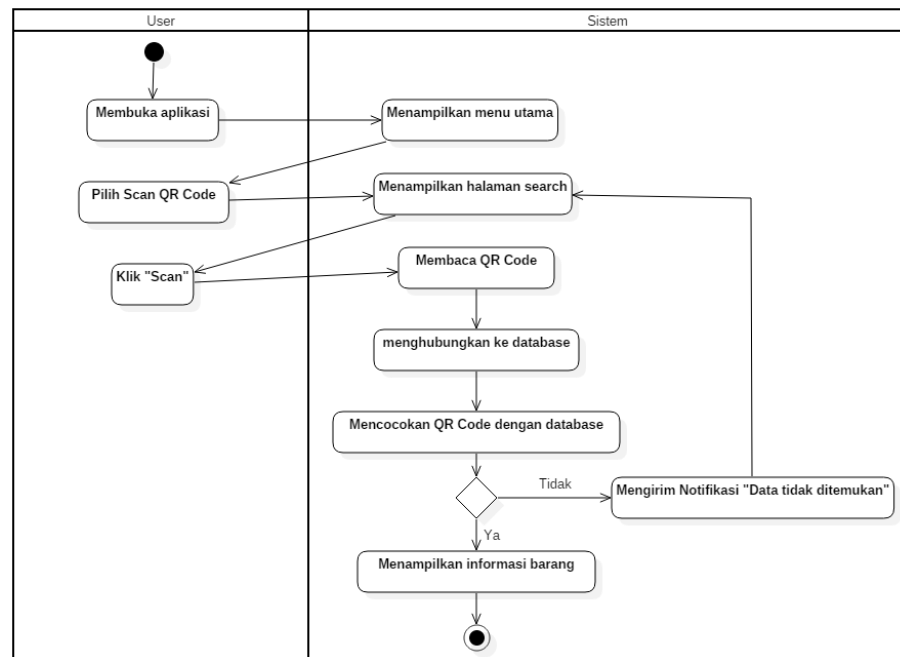 User
Sistem
Membuka aplikasi
Menampilkan menu utama
Pilih Scan QR Code
Menampilkan halaman search
Klik "Scan"
Membaca QR Code
menghubungkan ke database
Mencocokan QR Code dengan database
Tidak
Mengirim Notifikasi "Data tidak ditemukan"
Ya
Menampilkan informasi barang